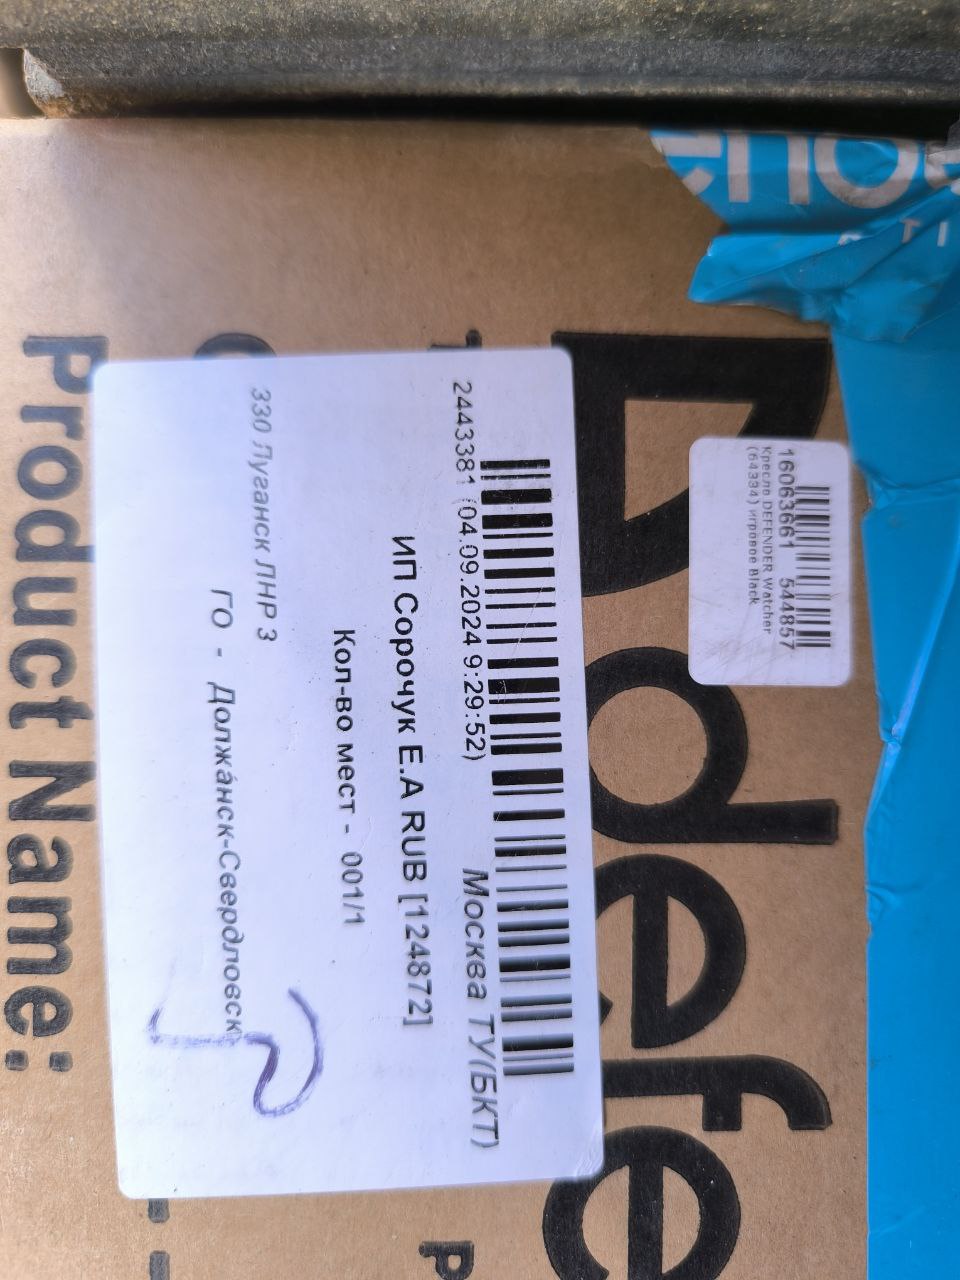 16063661 544857
Кресло DEFENDER Watcher
(64334) игровое Black
Defe
2443381 (04.09.2024 9:29:52) Москва ТУ(БКТ)
ИП Сорочук Е.А RUB [124872]
Кол-во мест - 001/1
330 Луганск ЛНР 3
ГО - Должáнск-Свердловск
Product Name: